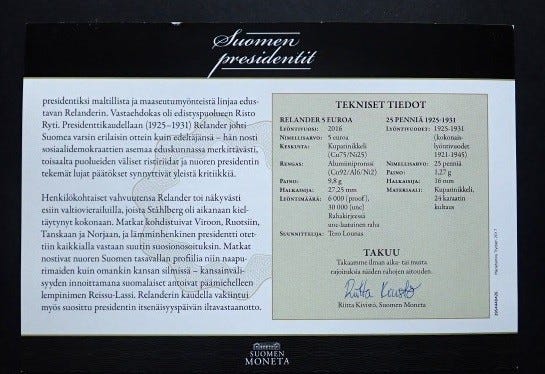 Suomen
presidentit
presidentiksi maltillista ja maaseutumyönteistä linjaa edus-
tavan Relanderin. Vastaehdokas oli edistyspuolueen Risto
Ryti. Presidenttikaudellaan (1925–1931) Relander johti
Suomea varsin erilaisin ottein kuin edeltäjänsä – hän nosti
sosiaalidemokraattien asemaa eduskunnassa merkittävästi,
toisaalta puolueiden väliset ristiriidat ja nuoren presidentin
tekemät lujat päätökset synnyttivät yleistä kritiikkiä.
Henkilökohtaiset vahvuutensa Relander toi näkyvästi
esiin valtiovierailuilla, joista Ståhlberg oli aikanaan kiel-
täytynyt kokonaan. Matkat kohdistuivat Viroon, Ruotsiin,
Tanskaan ja Norjaan, ja lämminhenkinen presidentti otet-
tiin kaikkialla vastaan suurin suosionosoituksin. Matkat
nostivat nuoren Suomen tasavallan profiilia niin naapu-
rimaiden kuin omankin kansan silmissä – kansainväli-
syyden innoittamana suomalaiset antoivat päämiehelleen
lempinimen Reissu-Lassi. Relanderin kaudella vakiintui
myös suosittu presidentin itsenäisyyspäivän iltavastaanotto.
TEKNISET TIEDOT
RELANDER 5 EUROA
LYÖNTIVUOSI: 2016
NIMELLISARVO: 5 euroa
KESKUSTA: Kuparinikkeli
(Cu75/Ni25)
RENGAS: Alumiinipronssi
(Cu92/Al6/Ni2)
PAINO: 9,8 g
HALKAISIJA: 27,25 mm
LYÖNTIMÄÄRÄ: 6 000 (proof),
30 000 (unc)
Rahakirjeessä
unc-laatuinen raha
SUUNNITTELIJA: Tero Lounas
25 PENNIÄ 1925-1931
LYÖNTIVUODET: 1925-1931
(kokonais-
lyöntivuodet
1921-1945)
NIMELLISARVO: 25 penniä
PAINO: 1,27 g
HALKAISIJA: 16 mm
MATERIAALI: Kuparinikkeli,
24 karaatin
kultaus
TAKUU
Takaamme ilman aika- tai muita
rajoituksia näiden rahojen aitouden.
Riitta Kivistö
Riitta Kivistö, Suomen Moneta
SUOMEN
MONETA